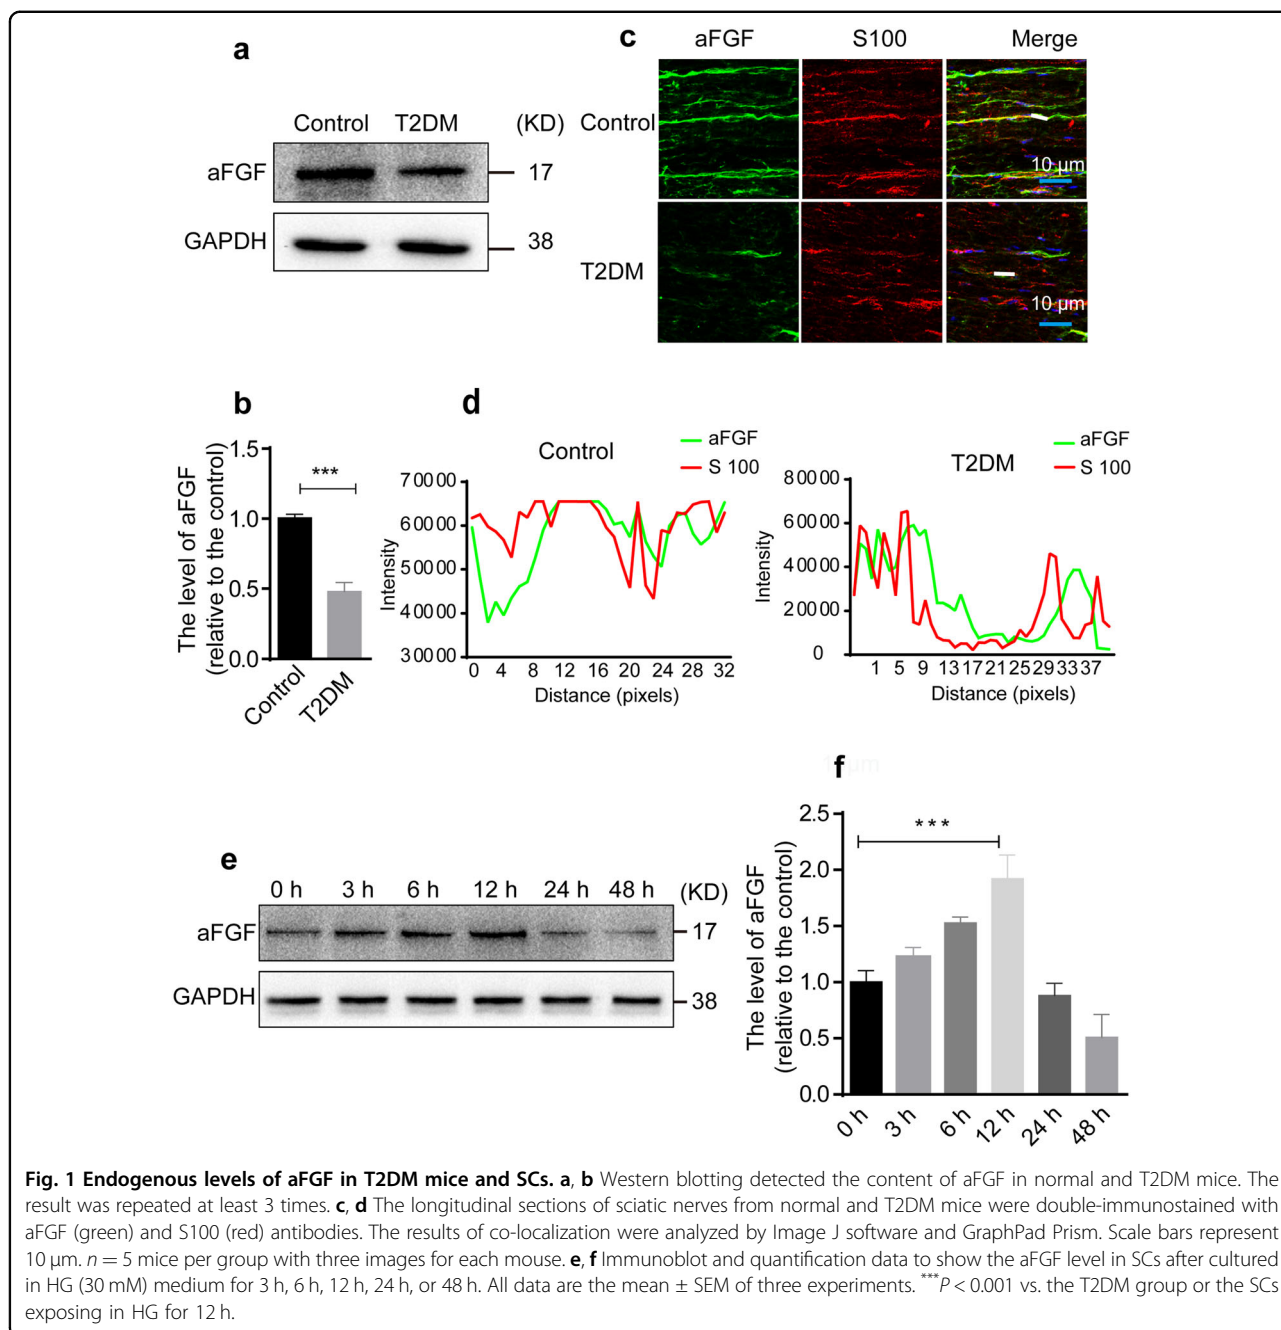 a
Control T2DM (KD)
aFGF 17
GAPDH 38
c
aFGF S100 Merge
Control
10 µm
T2DM
10 µm
b
The level of aFGF
(relative to the control)
1.5
1.0
0.5
0.0
***
Control
T2DM
d
Control
aFGF
S 100
Intensity
70000
60000
50000
40000
30000
0 4 8 12 16 20 24 28 32
Distance (pixels)
T2DM
aFGF
S 100
Intensity
80000
60000
40000
20000
0
1 5 9 13 17 21 25 29 33 37
Distance (pixels)
e
0 h 3 h 6 h 12 h 24 h 48 h (KD)
aFGF 17
GAPDH 38
f
The level of aFGF
(relative to the control)
2.5
2.0
1.5
1.0
0.5
0.0
***
0 h 3 h 6 h 12 h 24 h 48 h
Fig. 1 Endogenous levels of aFGF in T2DM mice and SCs. a, b Western blotting detected the content of aFGF in normal and T2DM mice. The
result was repeated at least 3 times. c, d The longitudinal sections of sciatic nerves from normal and T2DM mice were double-immunostained with
aFGF (green) and S100 (red) antibodies. The results of co-localization were analyzed by Image J software and GraphPad Prism. Scale bars represent
10 µm. n = 5 mice per group with three images for each mouse. e, f Immunoblot and quantification data to show the aFGF level in SCs after cultured
in HG (30 mM) medium for 3 h, 6 h, 12 h, 24 h, or 48 h. All data are the mean ± SEM of three experiments. ***P < 0.001 vs. the T2DM group or the SCs
exposing in HG for 12 h.